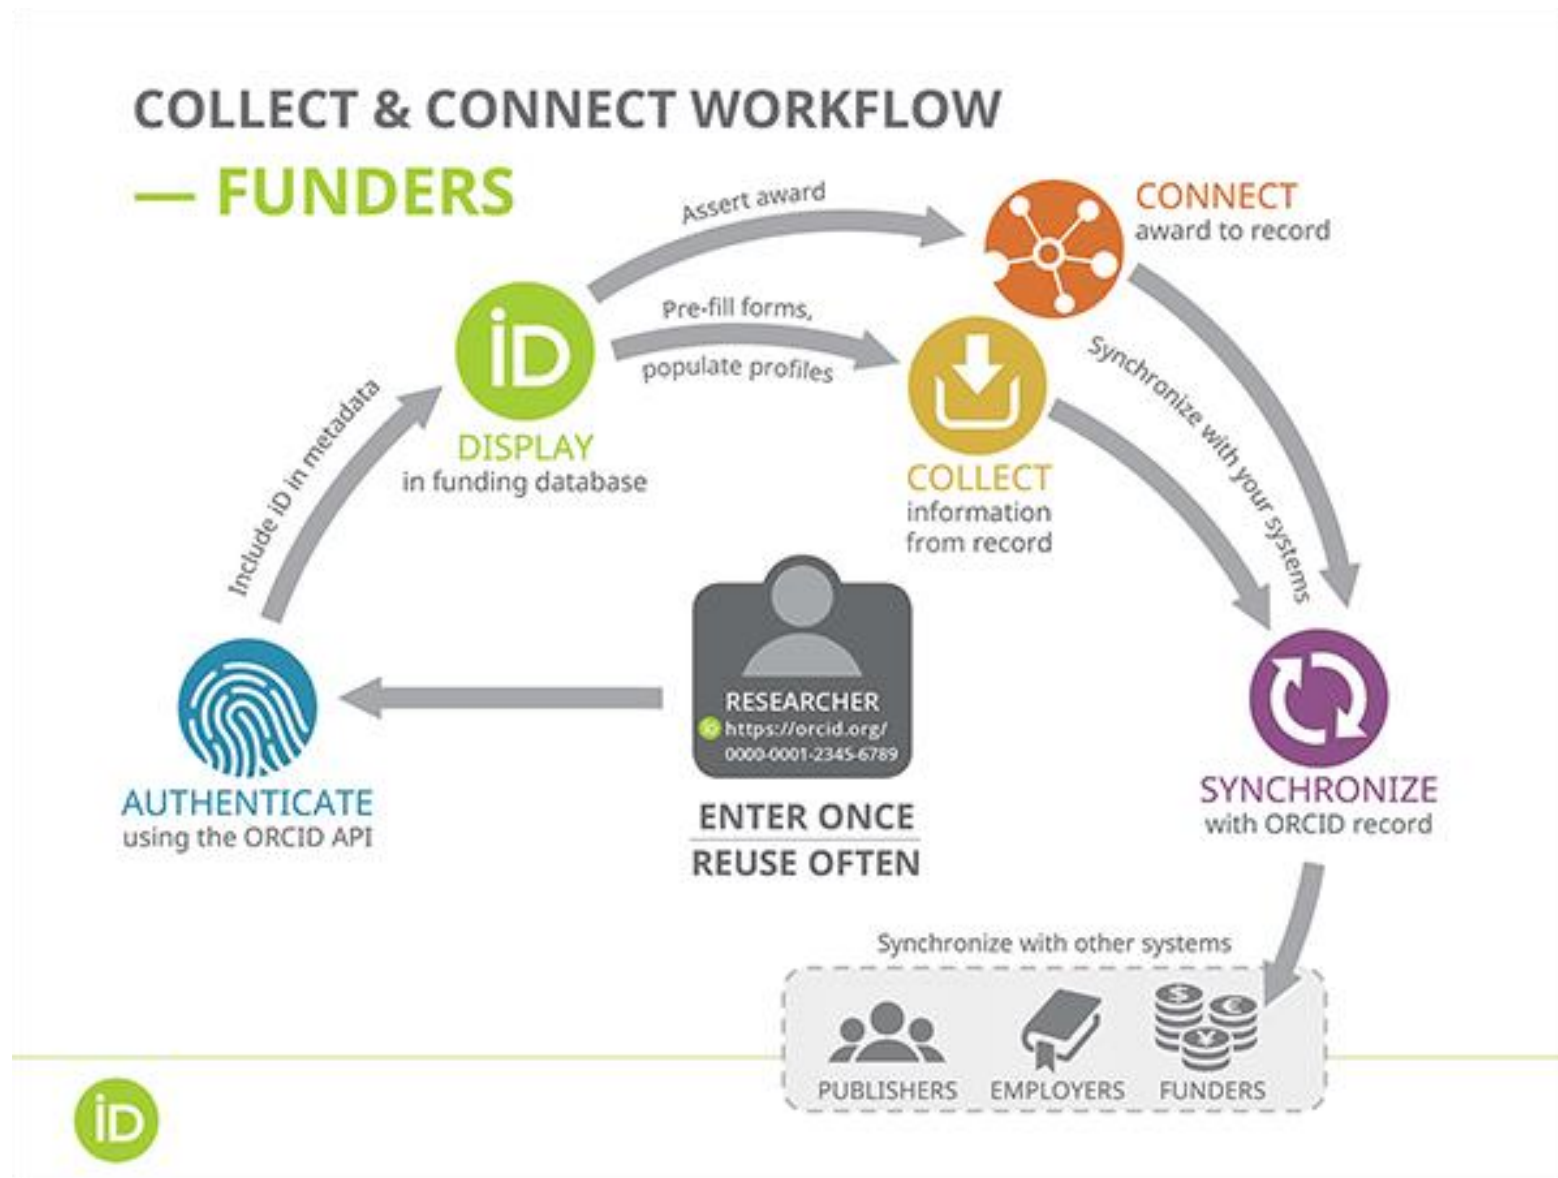 COLLECT & CONNECT WORKFLOW
— FUNDERS
Assert award
CONNECT
award to record
Pre-fill forms,
populate profiles
iD
DISPLAY
in funding database
COLLECT
information
from record
Synchronize with your systems
Include iD in metadata
RESEARCHER
iD https://orcid.org/
0000-0001-2345-6789
ENTER ONCE
REUSE OFTEN
AUTHENTICATE
using the ORCID API
SYNCHRONIZE
with ORCID record
Synchronize with other systems
$ € ¥
PUBLISHERS EMPLOYERS FUNDERS
iD